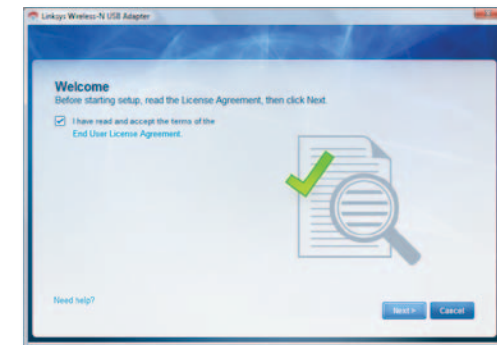 Linksys Wireless-N USB Adapter
Welcome
Before starting setup, read the License Agreement, then click Next.
I have read and accept the terms of the
End User License Agreement.
Need help?
Next >
Cancel